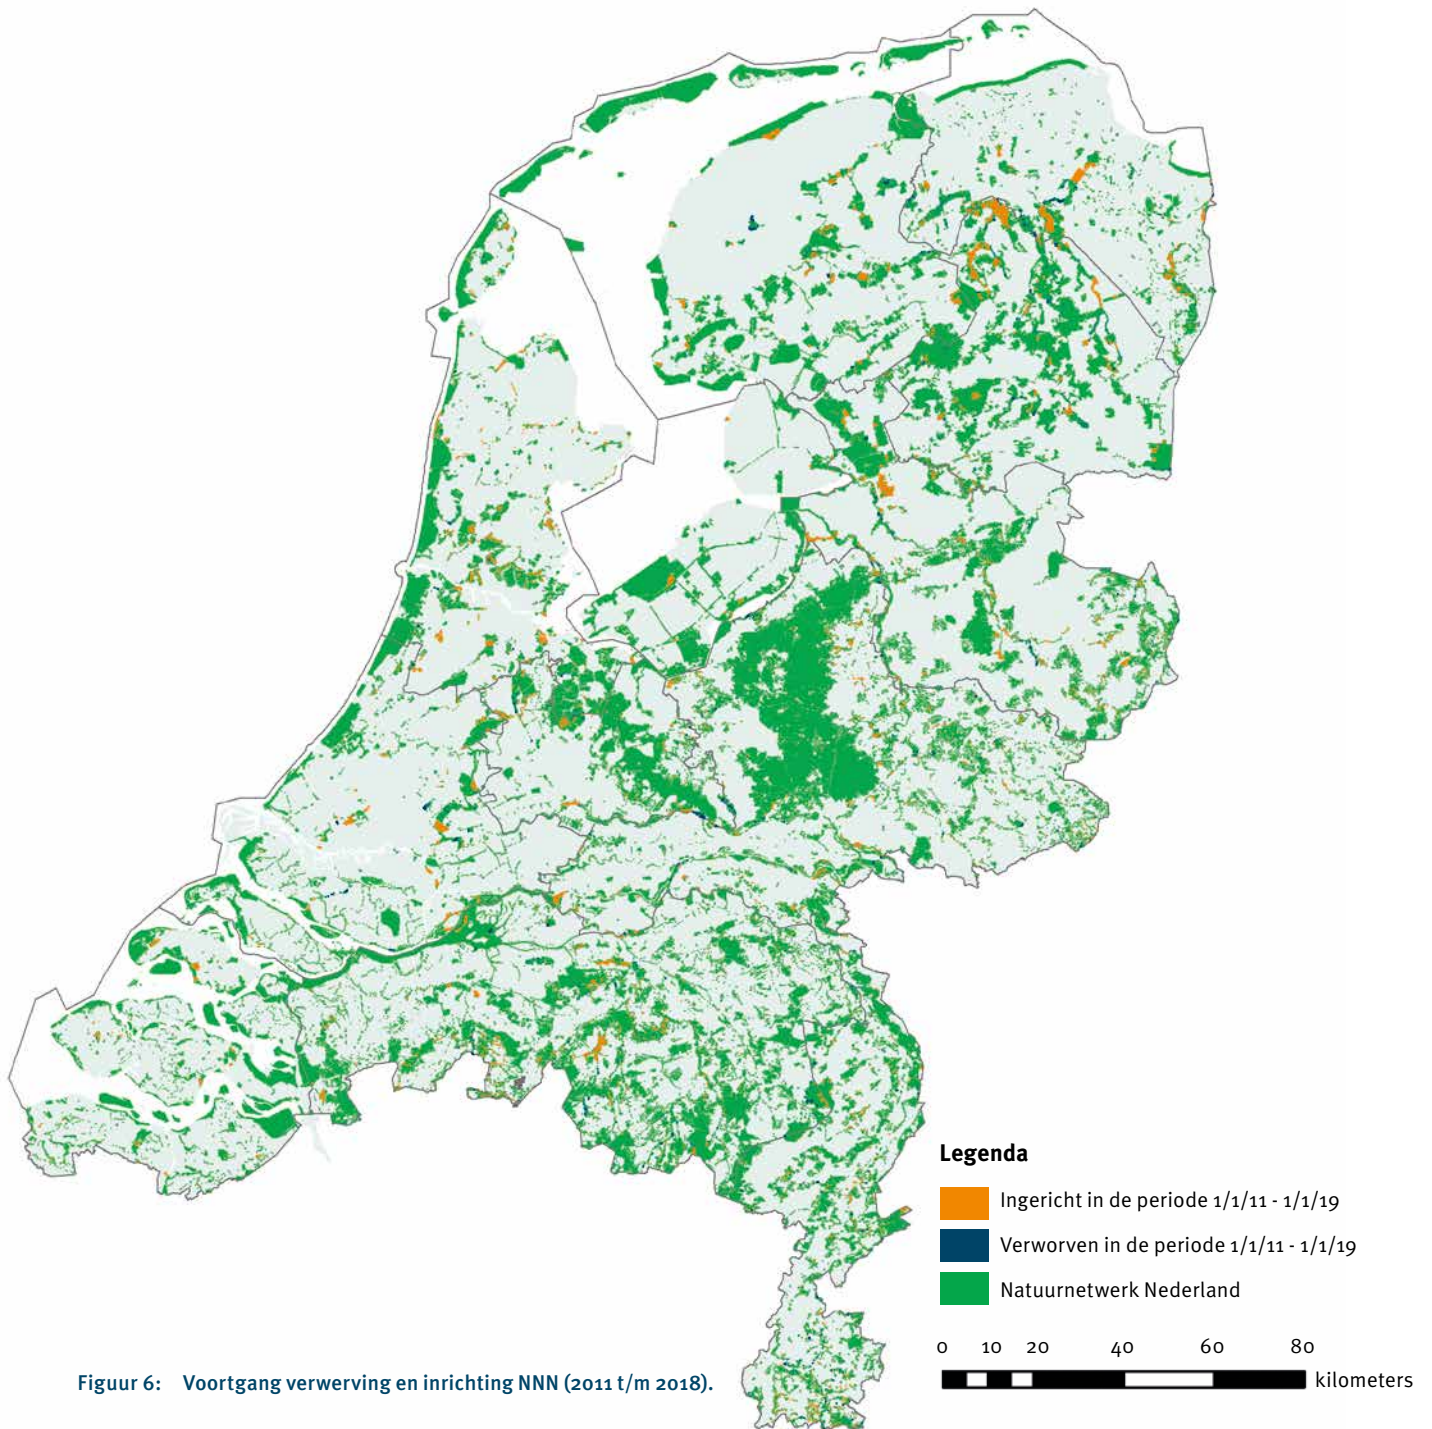 Legenda
Ingericht in de periode 1/1/11 - 1/1/19
Verworven in de periode 1/1/11 - 1/1/19
Natuurnetwerk Nederland
0 10 20 40 60 80
kilometers
Figuur 6: Voortgang verwerving en inrichting NNN (2011 t/m 2018).